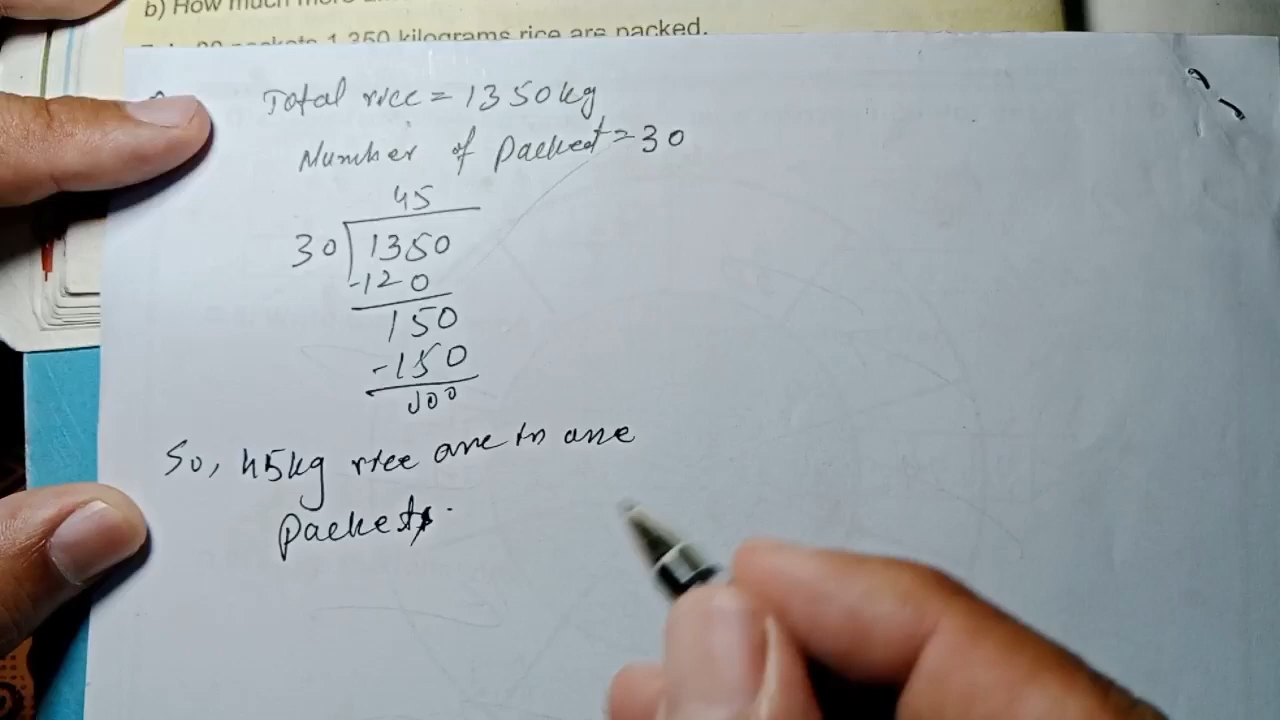 b) How much more
1,350 kilograms rice are packed.
Total rice = 1350kg
Number of Packet = 30
45
30 1350
-120
150
-150
000
So, 45kg rice are in one
Packet.